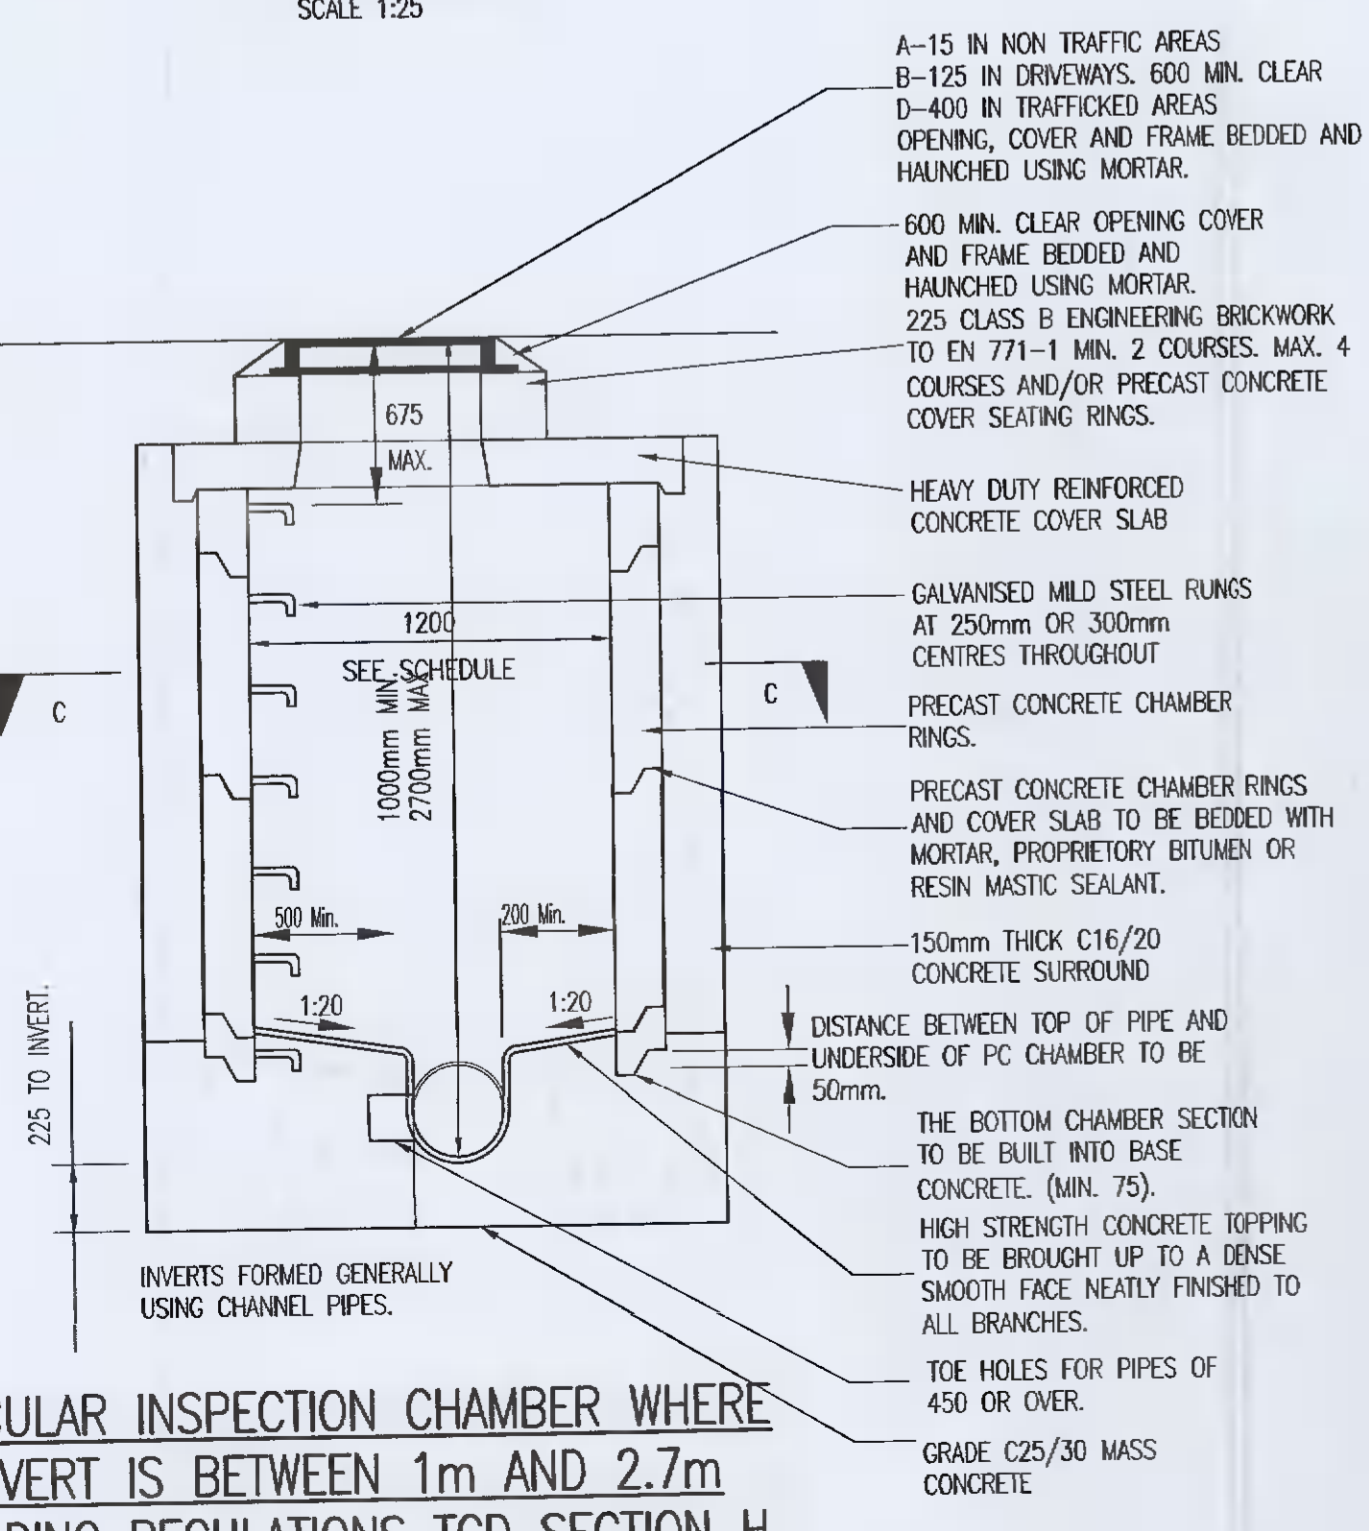 SCALE 1:25
A-15 IN NON TRAFFIC AREAS
B-125 IN DRIVEWAYS. 600 MIN. CLEAR
D-400 IN TRAFFICKED AREAS
OPENING, COVER AND FRAME BEDDED AND
HAUNCHED USING MORTAR.
600 MIN. CLEAR OPENING COVER
AND FRAME BEDDED AND
HAUNCHED USING MORTAR.
225 CLASS B ENGINEERING BRICKWORK
TO EN 771-1 MIN. 2 COURSES. MAX. 4
COURSES AND/OR PRECAST CONCRETE
COVER SEATING RINGS.
675
MAX.
HEAVY DUTY REINFORCED
CONCRETE COVER SLAB
GALVANISED MILD STEEL RUNGS
AT 250mm OR 300mm
CENTRES THROUGHOUT
1200
SEE SCHEDULE
1000mm MIN
2700mm MAX
C
C
PRECAST CONCRETE CHAMBER
RINGS.
PRECAST CONCRETE CHAMBER RINGS
AND COVER SLAB TO BE BEDDED WITH
MORTAR, PROPRIETORY BITUMEN OR
RESIN MASTIC SEALANT.
500 Min.
200 Min.
150mm THICK C16/20
CONCRETE SURROUND
1:20
1:20
225 TO INVERT.
DISTANCE BETWEEN TOP OF PIPE AND
UNDERSIDE OF PC CHAMBER TO BE
50mm.
THE BOTTOM CHAMBER SECTION
TO BE BUILT INTO BASE
CONCRETE. (MIN. 75).
HIGH STRENGTH CONCRETE TOPPING
TO BE BROUGHT UP TO A DENSE
SMOOTH FACE NEATLY FINISHED TO
ALL BRANCHES.
INVERTS FORMED GENERALLY
USING CHANNEL PIPES.
TOE HOLES FOR PIPES OF
450 OR OVER.
GRADE C25/30 MASS
CONCRETE
CULAR INSPECTION CHAMBER WHERE
VERT IS BETWEEN 1m AND 2.7m
DING REGULATIONS TGD SECTION H